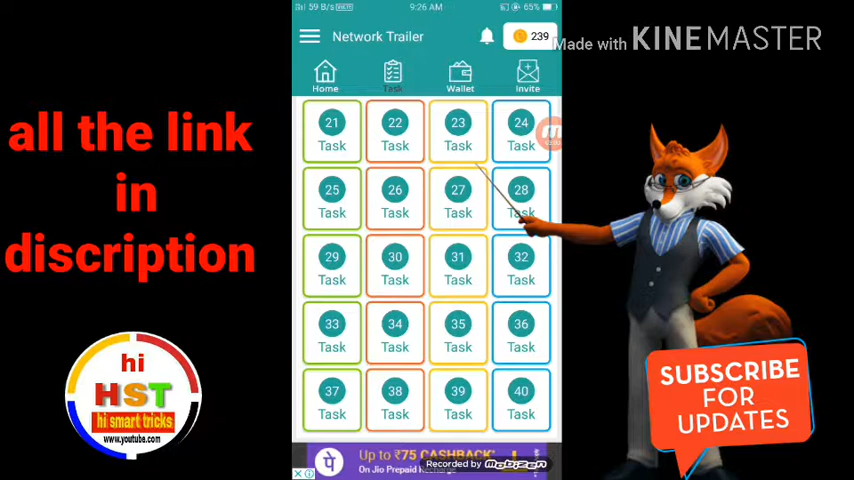 59 B/s
9:26 AM
65%
Network Trailer
239
Made with KINEMASTER
Home
Task
Wallet
Invite
all the link
in
discription
21
Task
22
Task
23
Task
24
Task
25
Task
26
Task
27
Task
28
Task
29
Task
30
Task
31
Task
32
Task
33
Task
34
Task
35
Task
36
Task
37
Task
38
Task
39
Task
40
Task
hi
HST
hi smart tricks
www.youtube.com
SUBSCRIBE
FOR
UPDATES
पे
Up to ₹75 CASHBACK*
On Jio Prepaid Recharge
Recorded by mobizen